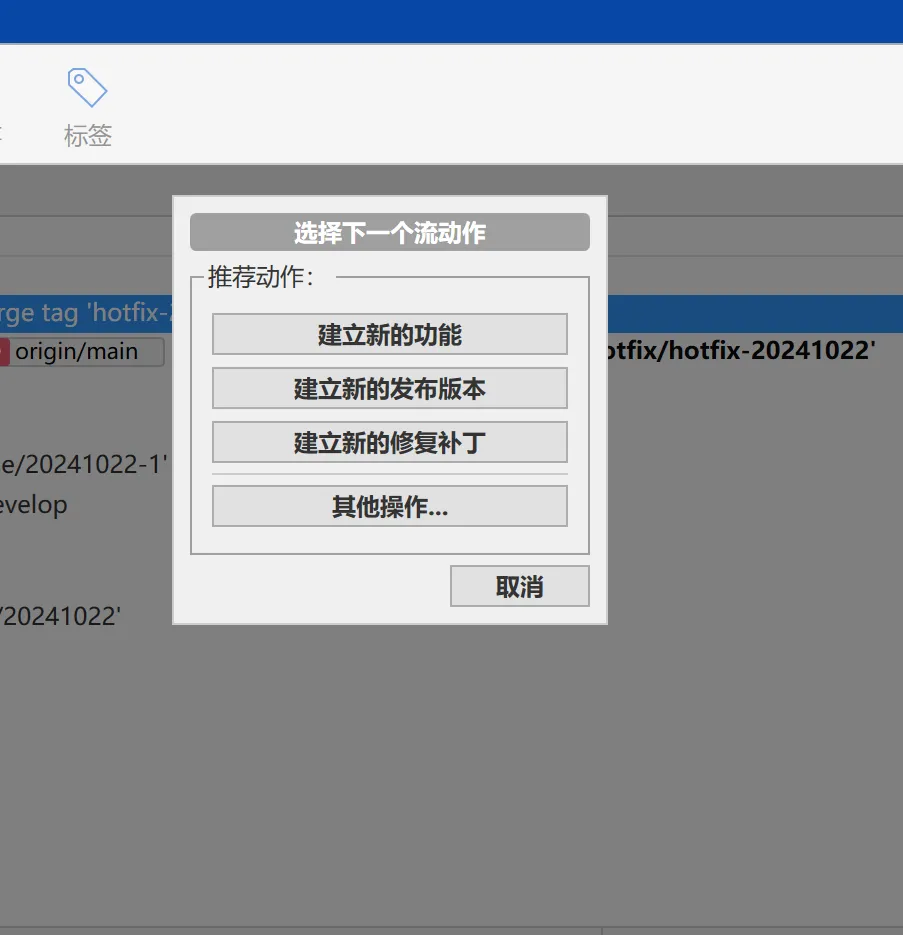 标签
选择下一个流动作
推荐动作：
建立新的功能
rge tag 'hotfix-
origin/main
otfix/hotfix-20241022'
建立新的发布版本
建立新的修复补丁
e/20241022-1'
evelop
其他操作...
取消
/20241022'